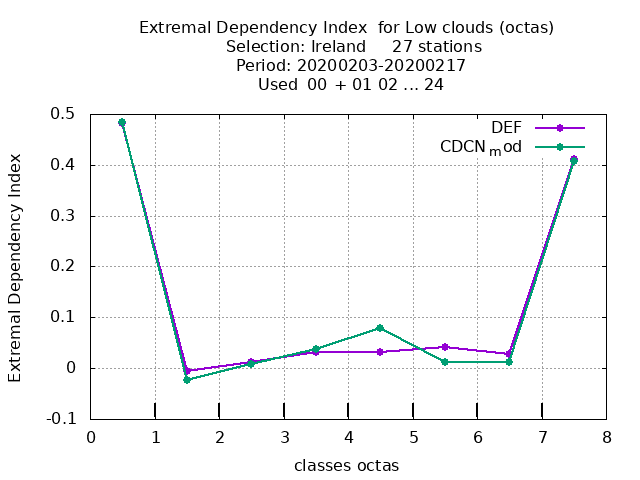 Extremal Dependency Index  for Low clouds (octas)
Selection: Ireland     27 stations
Period: 20200203-20200217
Used  00  + 01 02 ... 24
DEF
CDCN_mod
Extremal Dependency Index
0.5
0.4
0.3
0.2
0.1
0
-0.1
0 1 2 3 4 5 6 7 8
classes octas